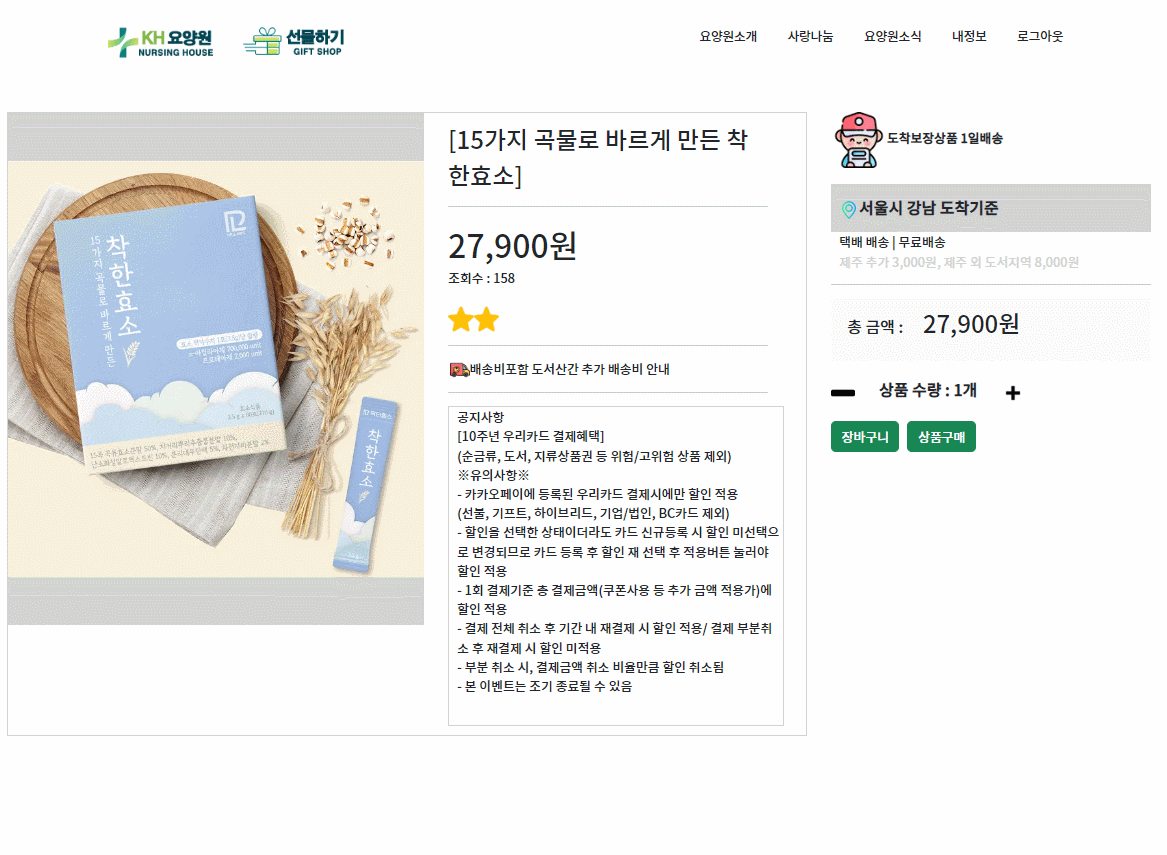 KH 요양원
NURSING HOUSE
선물하기
GIFT SHOP
요양원소개
사랑나눔
요양원소식
내정보
로그아웃
15가지 곡물로 바르게 만든
착한효소
착한효소
[15가지 곡물로 바르게 만든 착
한효소]
27,900원
조회수 : 158
배송비포함 도서산간 추가 배송비 안내
공지사항
[10주년 우리카드 결제혜택]
(순금류, 도서, 지류상품권 등 위험/고위험 상품 제외)
※유의사항※
- 카카오페이에 등록된 우리카드 결제시에만 할인 적용
(선불, 기프트, 하이브리드, 기업/법인, BC카드 제외)
- 할인을 선택한 상태이더라도 카드 신규등록 시 할인 미선택으
로 변경되므로 카드 등록 후 할인 재 선택 후 적용버튼 눌러야
할인 적용
- 1회 결제기준 총 결제금액(쿠폰사용 등 추가 금액 적용가)에
할인 적용
- 결제 전체 취소 후 기간 내 재결제 시 할인 적용/ 결제 부분취
소 후 재결제 시 할인 미적용
- 부분 취소 시, 결제금액 취소 비율만큼 할인 취소됨
- 본 이벤트는 조기 종료될 수 있음
도착보장상품 1일배송
서울시 강남 도착기준
택배 배송 | 무료배송
제주 추가 3,000원, 제주 외 도서지역 8,000원
총 금액 : 27,900원
상품 수량 : 1개
장바구니
상품구매